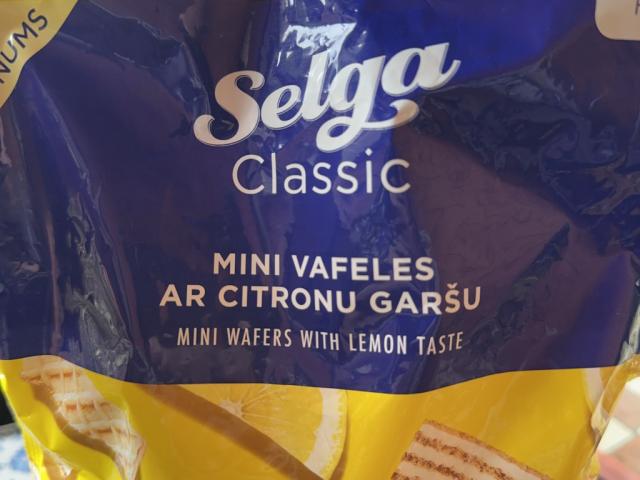 Selga
Classic
MINI VAFELES
AR CITRONU GARŠU
MINI WAFERS WITH LEMON TASTE